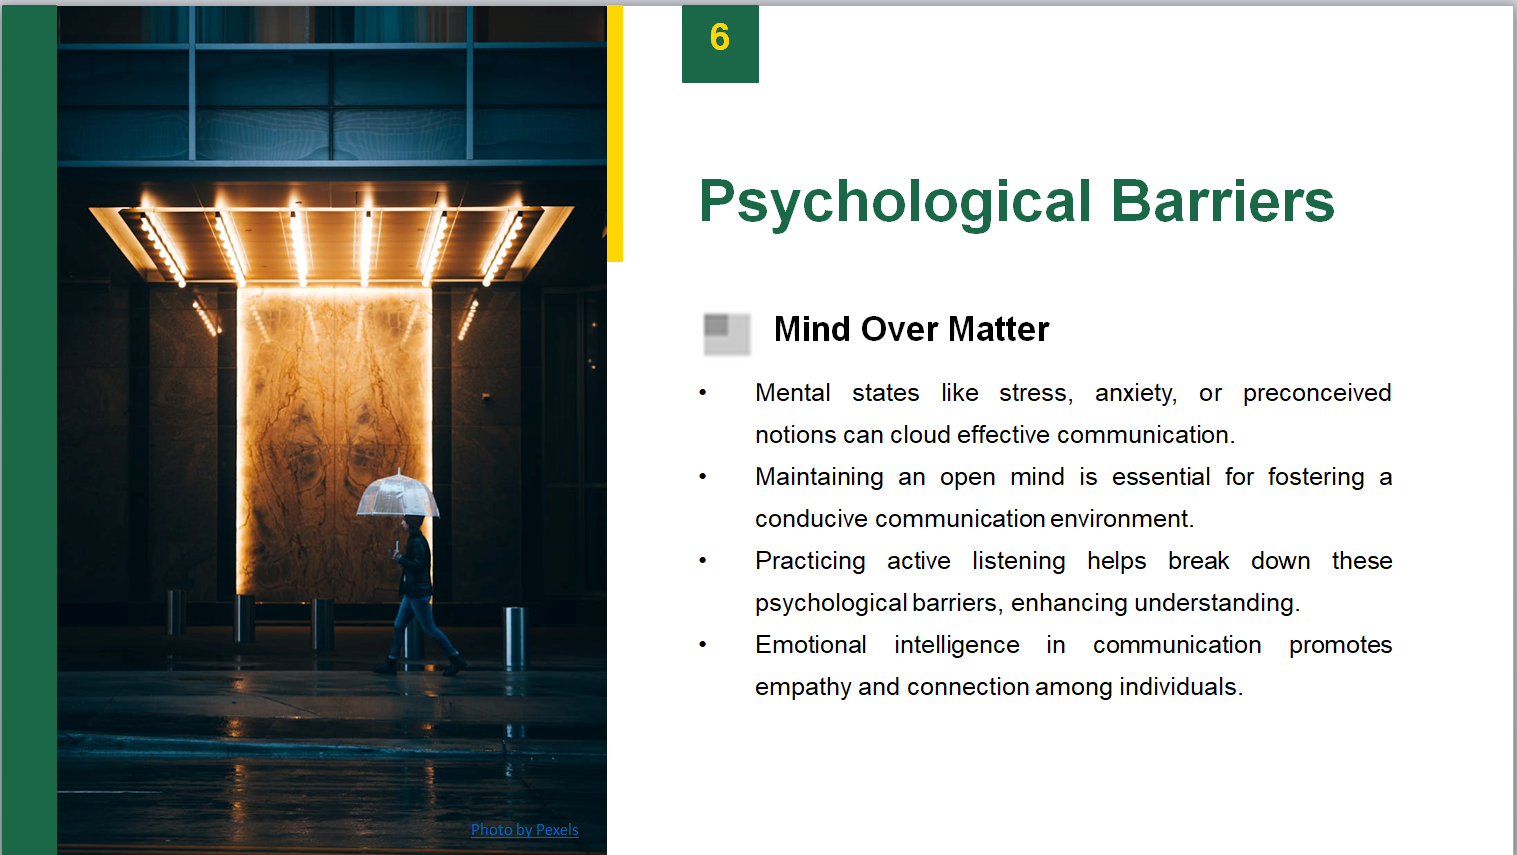 6
Psychological Barriers
Mind Over Matter
• Mental states like stress, anxiety, or preconceived
notions can cloud effective communication.
• Maintaining an open mind is essential for fostering a
conducive communication environment.
• Practicing active listening helps break down these
psychological barriers, enhancing understanding.
• Emotional intelligence in communication promotes
empathy and connection among individuals.
Photo by Pexels